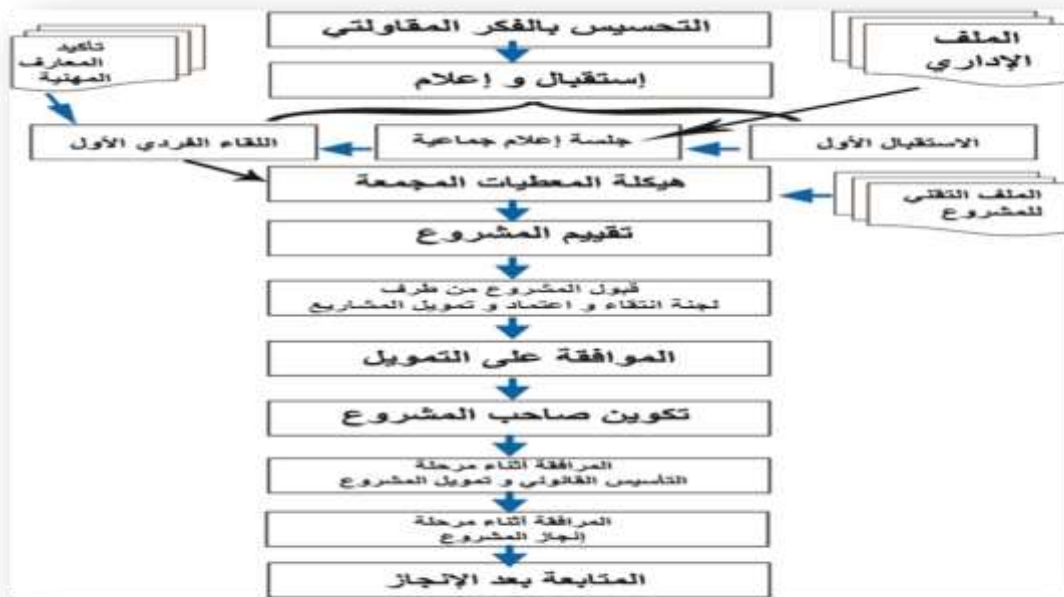 التحسيس بالفكر المقاولتي
الملف
الإداري
تأكيد
المعارف
المهنية
إستقبال و إعلام
الاستقبال الأول
جلسة إعلام جماعية
اللقاء الفردي الأول
هيكلة المعطيات المجمعة
الملف التقني
للمشروع
تقييم المشروع
قبول المشروع من طرف
لجنة انتقاء و اعتماد و تمويل المشاريع
الموافقة على التمويل
تكوين صاحب المشروع
المرافقة أثناء مرحلة
التأسيس القانوني و تمويل المشروع
المرافقة أثناء مرحلة
إنجاز المشروع
المتابعة بعد الإنجاز